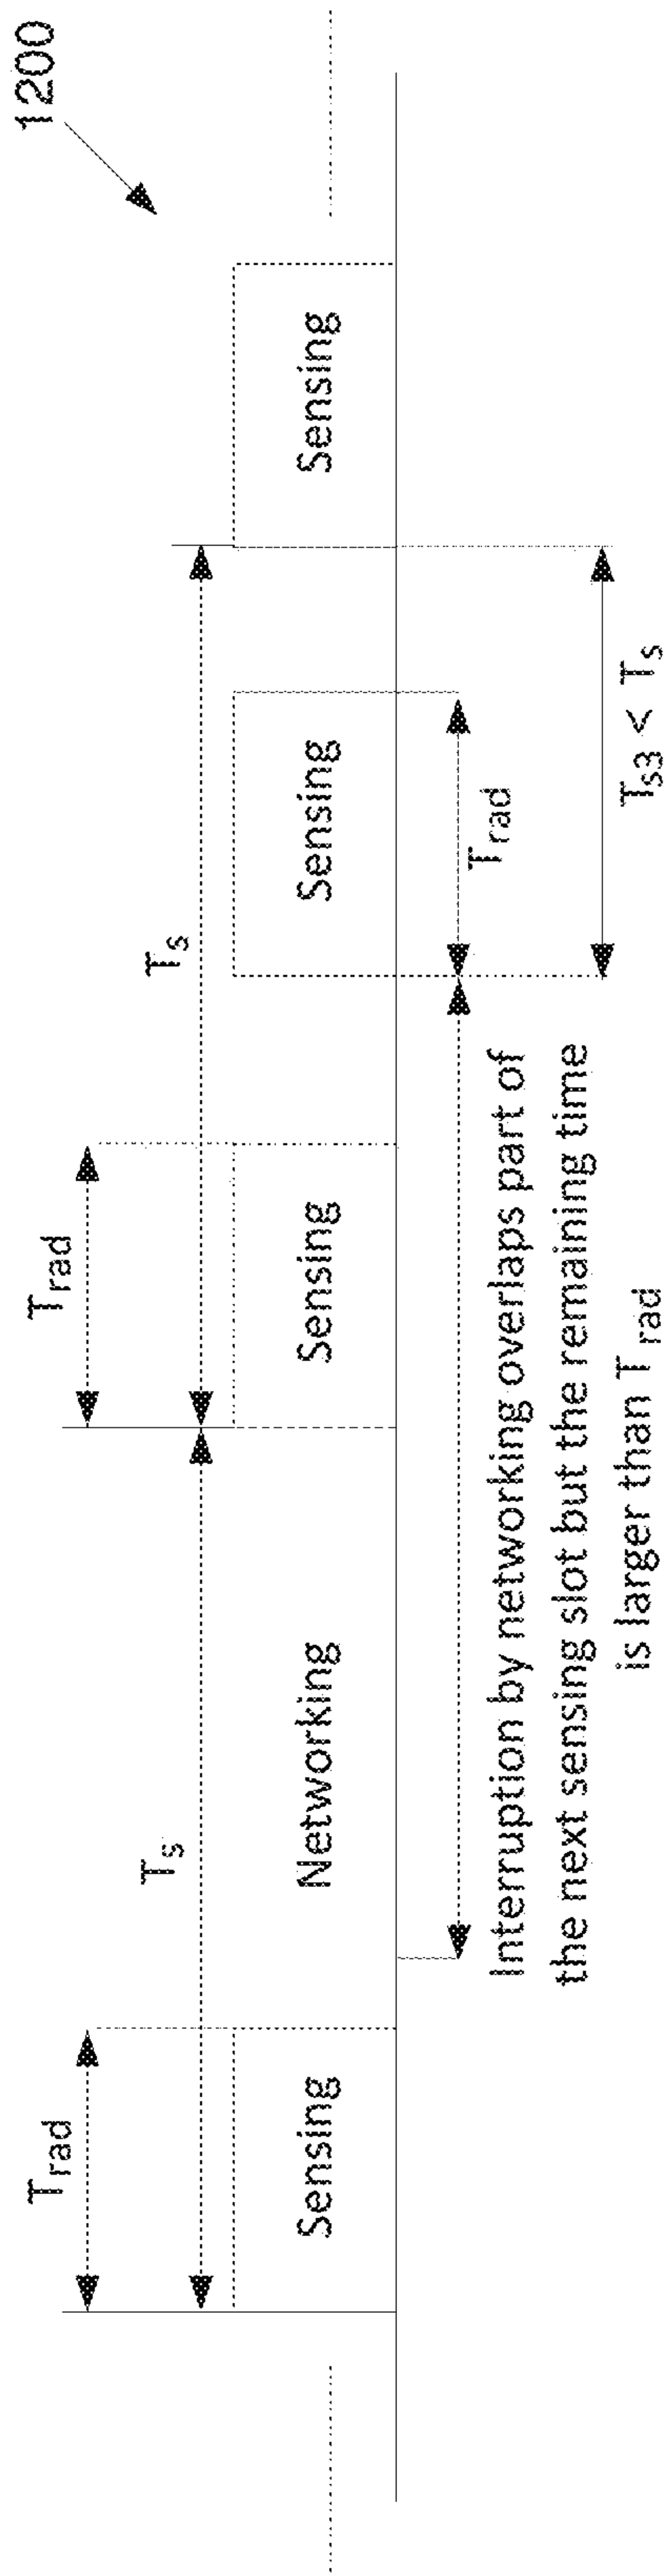 1200
T_rad
T_rad
T_s
T_s
Sensing
Networking
Sensing
Sensing
Sensing
T_rad
Interruption by networking overlaps part of
the next sensing slot but the remaining time
is larger than T_rad
T_s3 < T_s